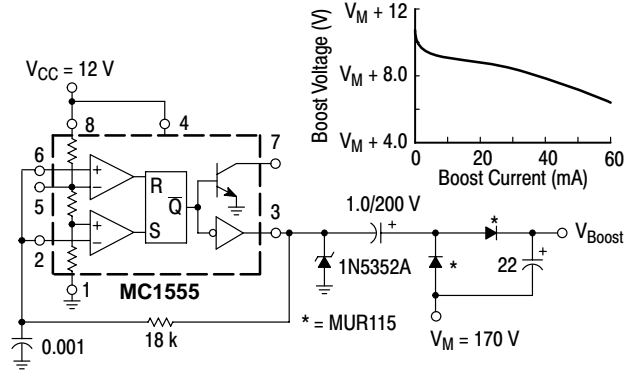 V_CC = 12 V
8
4
7
6
5
2
3
1
+
−
+
−
R
S
Q̅
MC1555
18 k
0.001
1.0/200 V
+
1N5352A
*
*
* = MUR115
22
+
V_Boost
V_M = 170 V
Boost Voltage (V)
V_M + 12
V_M + 8.0
V_M + 4.0
0
20
40
60
Boost Current (mA)